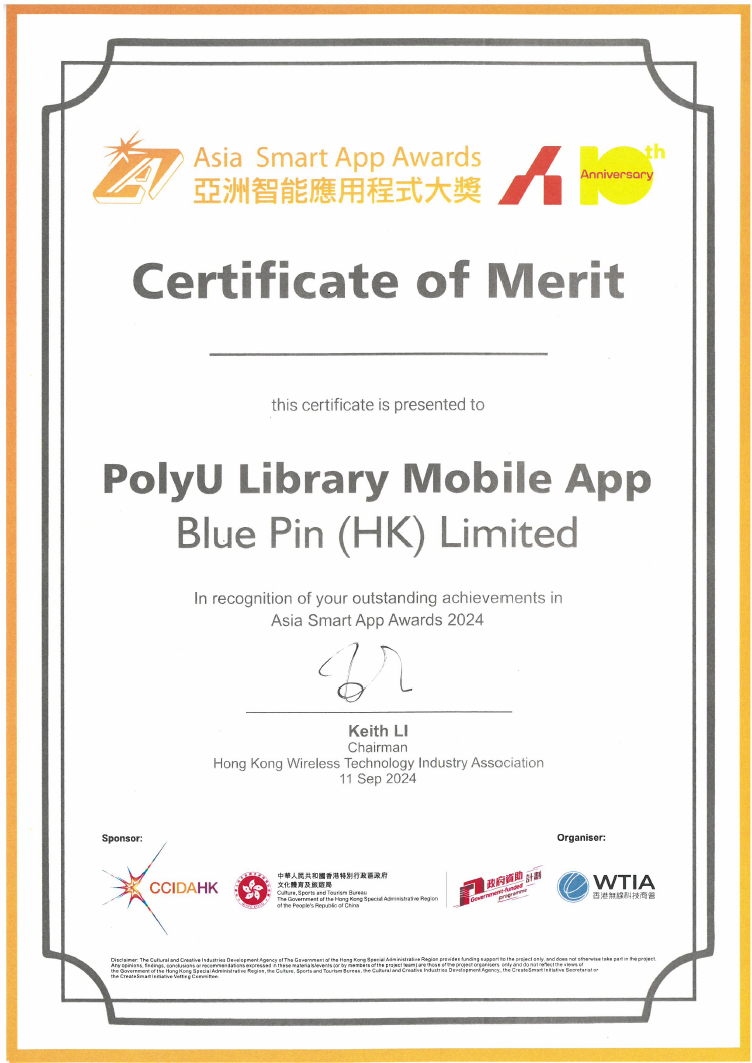 Asia Smart App Awards
亞洲智能應用程式大獎
10th
Anniversary
Certificate of Merit
this certificate is presented to
PolyU Library Mobile App
Blue Pin (HK) Limited
In recognition of your outstanding achievements in
Asia Smart App Awards 2024
Keith LI
Chairman
Hong Kong Wireless Technology Industry Association
11 Sep 2024
Sponsor:
Organiser:
CCIDAHK
中華人民共和國香港特別行政區政府
文化體育及旅遊局
Culture, Sports and Tourism Bureau
The Government of the Hong Kong Special Administrative Region
of the People's Republic of China
政府資助計劃
Government-funded
programme
WTIA
香港無線科技商會
Disclaimer: The Cultural and Creative Industries Development Agency of The Government of the Hong Kong Special Administrative Region provides funding support to the project only, and does not otherwise take part in the project.
Any opinions, findings, conclusions or recommendations expressed in these materials/events (or by members of the project team) are those of the project organisers only and do not reflect the views of
the Government of the Hong Kong Special Administrative Region, the Culture, Sports and Tourism Bureau, the Cultural and Creative Industries Development Agency, the CreateSmart Initiative Secretariat or
the CreateSmart Initiative Vetting Committee.